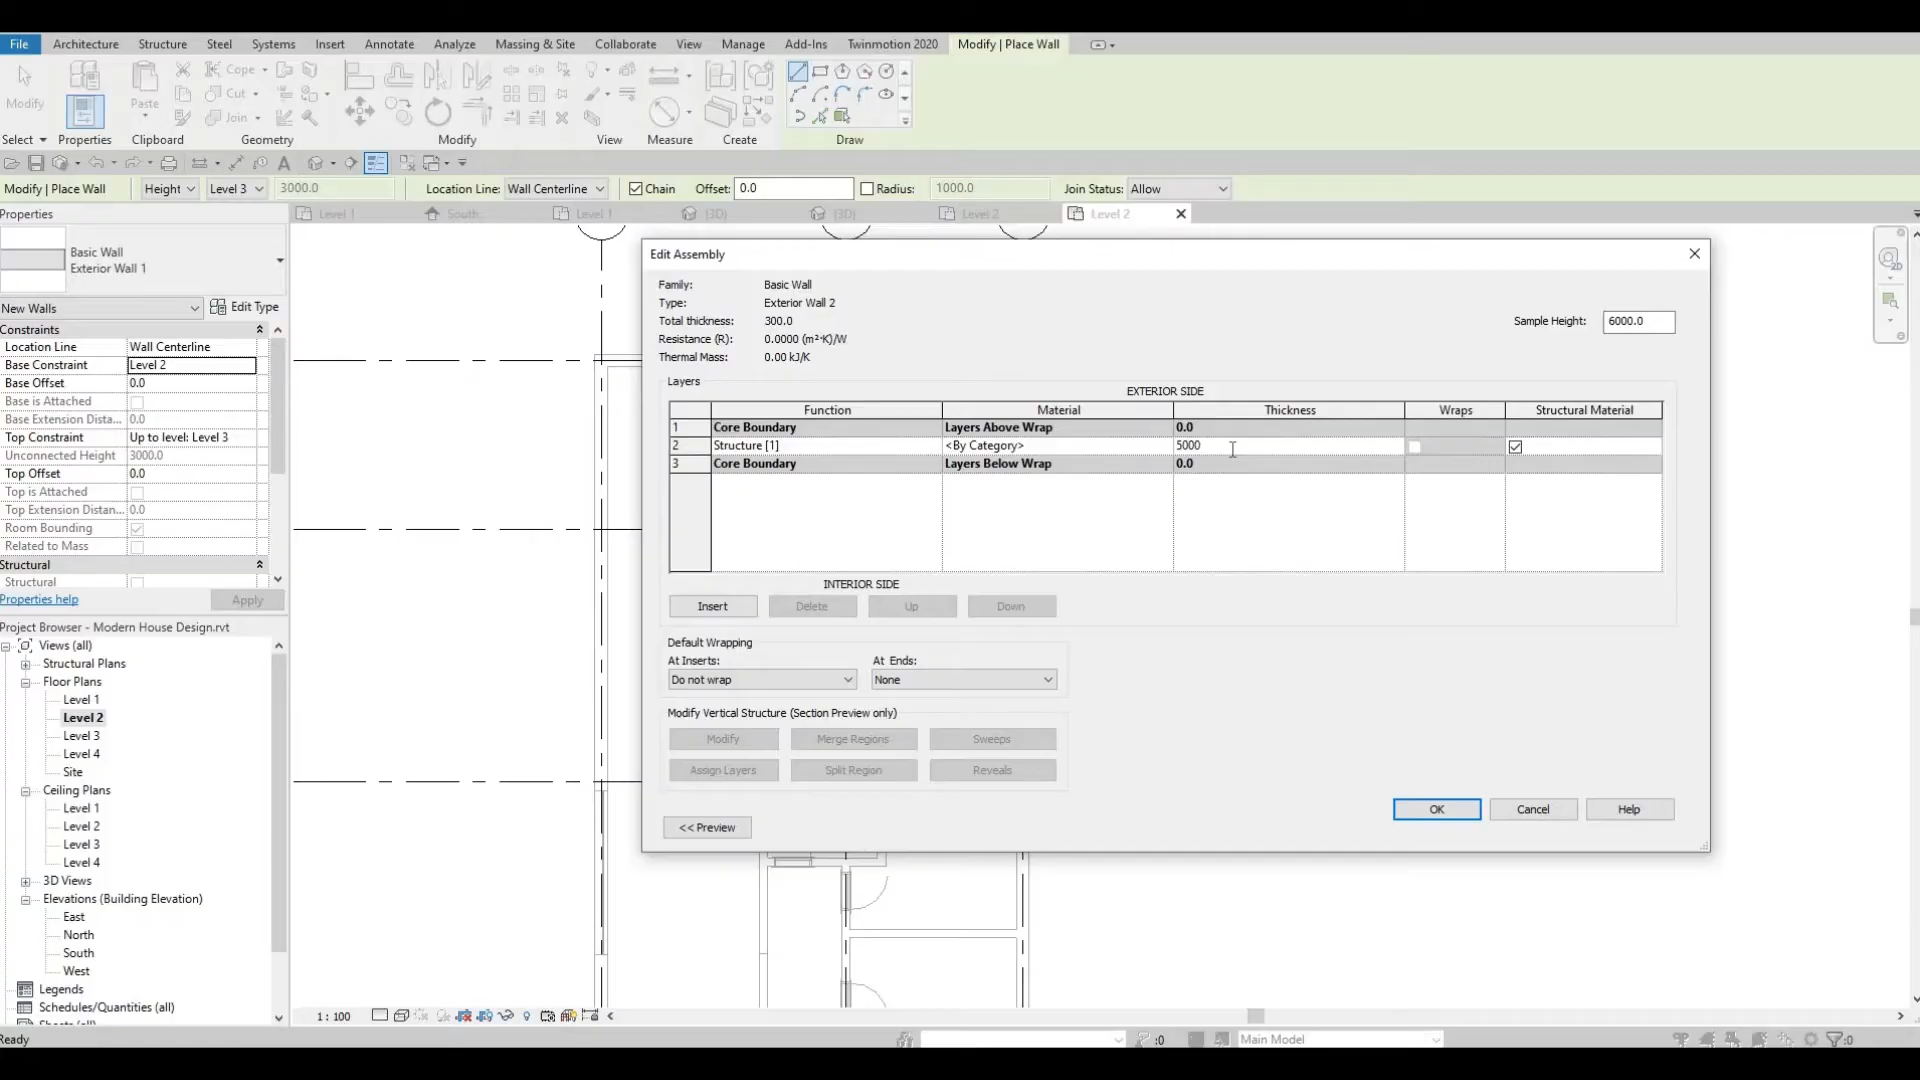 File Architecture Structure Steel Systems Insert Annotate Analyze Massing & Site Collaborate View Manage Add-Ins Twinmotion 2020 Modify | Place Wall
Modify Paste Cope Cut Join
Select Properties Clipboard Geometry Modify View Measure Create Draw
Modify | Place Wall Height Level 3 3000.0 Location Line: Wall Centerline Chain Offset: 0.0 Radius: 1000.0 Join Status: Allow
Properties Level 1 South Level 1 {3D} {3D} Level 2 Level 2
Basic Wall
Exterior Wall 1
New Walls Edit Type
Constraints
Location Line Wall Centerline
Base Constraint Level 2
Base Offset 0.0
Base is Attached
Base Extension Dista... 0.0
Top Constraint Up to level: Level 3
Unconnected Height 3000.0
Top Offset 0.0
Top is Attached
Top Extension Distan... 0.0
Room Bounding
Related to Mass
Structural
Structural
Properties help Apply
Project Browser - Modern House Design.rvt
Views (all)
Structural Plans
Floor Plans
Level 1
Level 2
Level 3
Level 4
Site
Ceiling Plans
Level 1
Level 2
Level 3
Level 4
3D Views
Elevations (Building Elevation)
East
North
South
West
Legends
Schedules/Quantities (all)
Sheets (all)
Edit Assembly
Family: Basic Wall
Type: Exterior Wall 2
Total thickness: 300.0 Sample Height: 6000.0
Resistance (R): 0.0000 (m²·K)/W
Thermal Mass: 0.00 kJ/K
Layers
EXTERIOR SIDE
Function Material Thickness Wraps Structural Material
1 Core Boundary Layers Above Wrap 0.0
2 Structure [1] <By Category> 5000
3 Core Boundary Layers Below Wrap 0.0
INTERIOR SIDE
Insert Delete Up Down
Default Wrapping
At Inserts: At Ends:
Do not wrap None
Modify Vertical Structure (Section Preview only)
Modify Merge Regions Sweeps
Assign Layers Split Region Reveals
OK Cancel Help
<< Preview
2D
1 : 100
Ready :0 Main Model :0